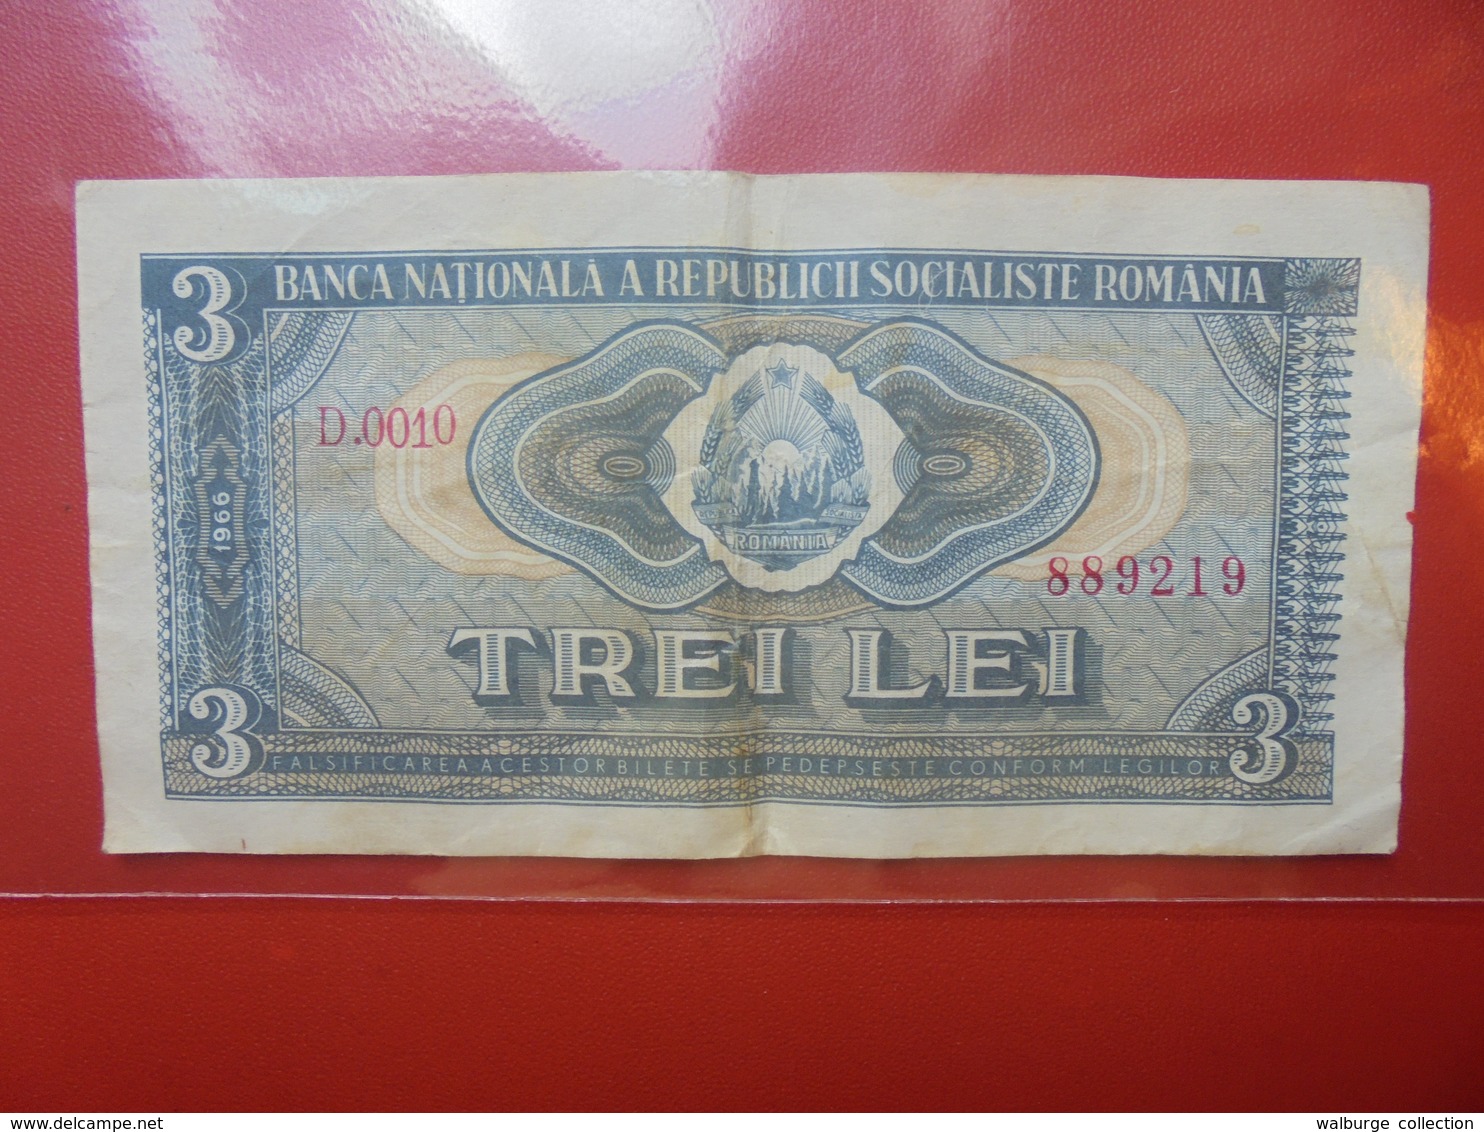 3 BANCA NAȚIONALĂ A REPUBLICII SOCIALISTE ROMÂNIA
D.0010
1966
ROMÂNIA
889219
TREI LEI
3 3
FALSIFICAREA ACESTOR BILETE SE PEDEPSESTE CONFORM LEGILOR
www.delcampe.net
walburge collection